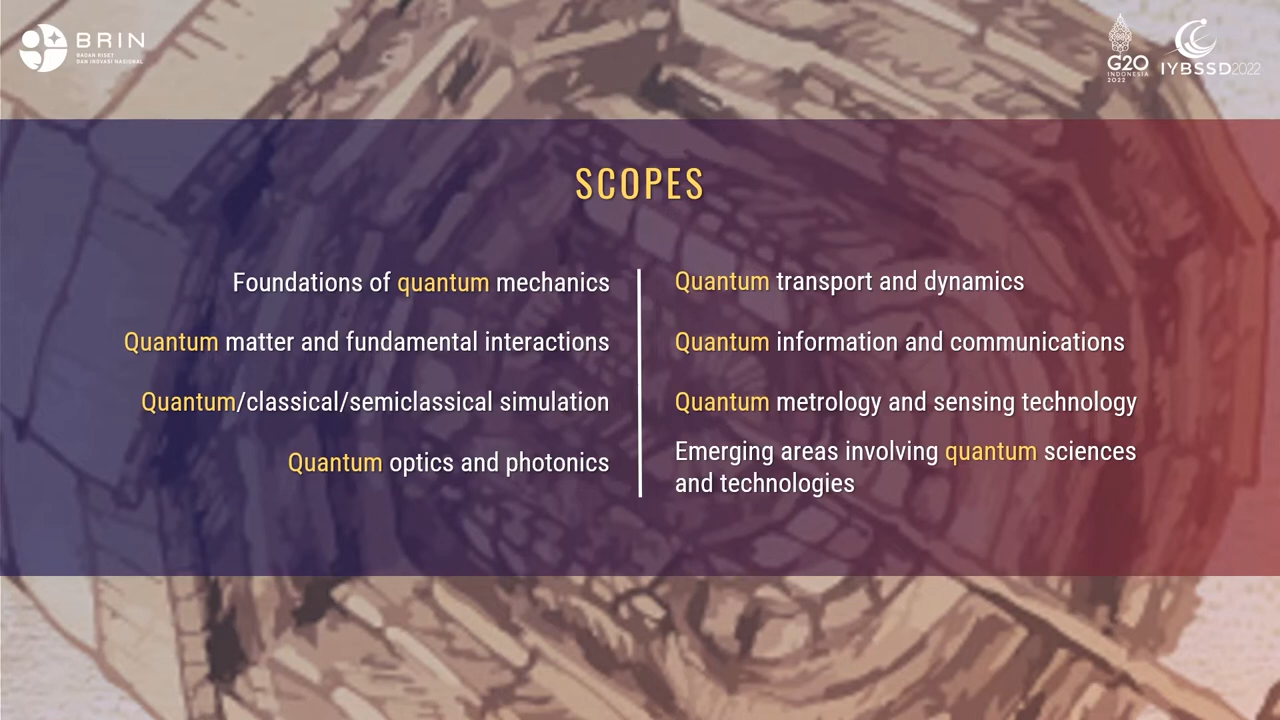 BRIN
BADAN RISET
DAN INOVASI NASIONAL
G20
INDONESIA
2022
IYBSSD2022
SCOPES
Foundations of quantum mechanics
Quantum matter and fundamental interactions
Quantum/classical/semiclassical simulation
Quantum optics and photonics
Quantum transport and dynamics
Quantum information and communications
Quantum metrology and sensing technology
Emerging areas involving quantum sciences
and technologies